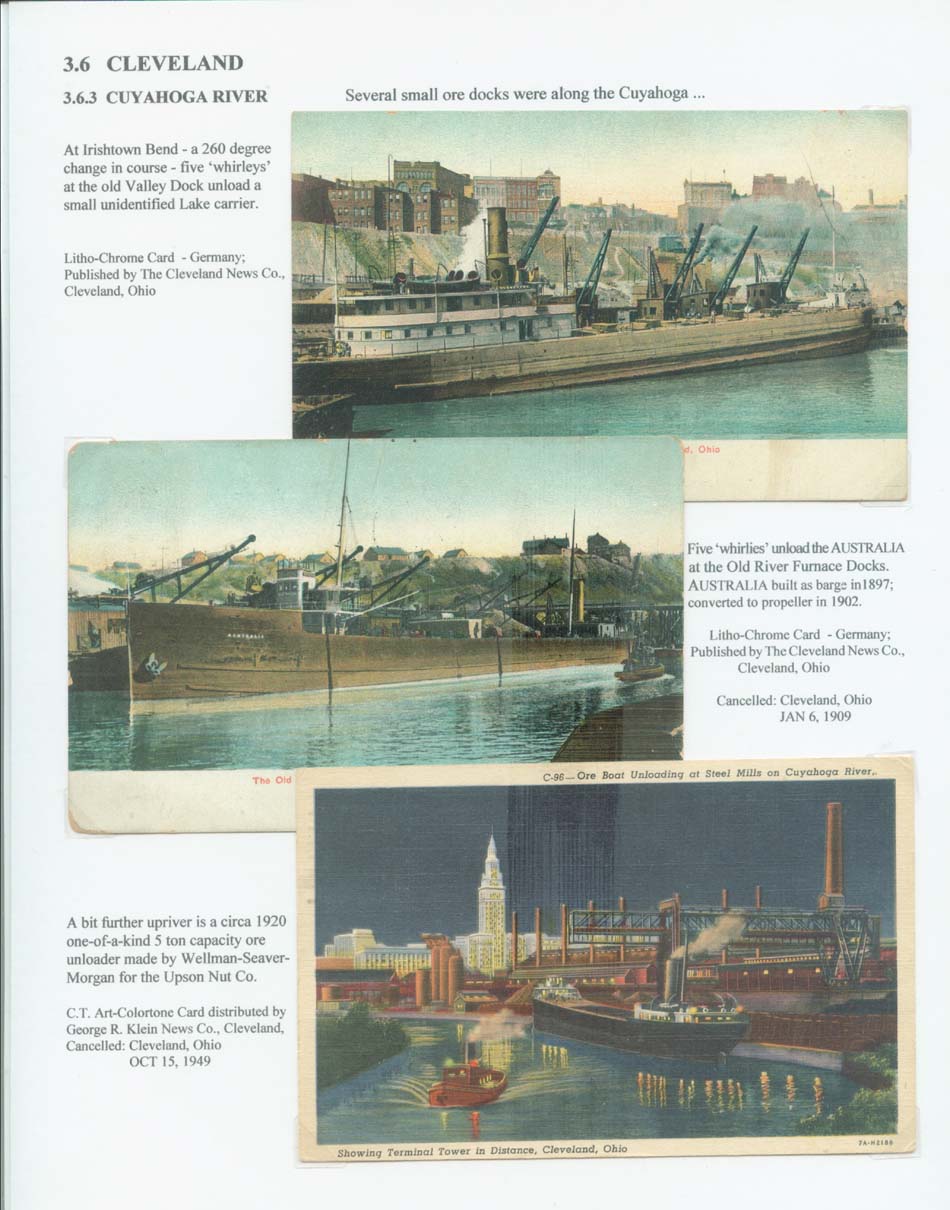 3.6 CLEVELAND
3.6.3 CUYAHOGA RIVER
Several small ore docks were along the Cuyahoga ...
At Irishtown Bend - a 260 degree
change in course - five 'whirleys'
at the old Valley Dock unload a
small unidentified Lake carrier.
Litho-Chrome Card - Germany;
Published by The Cleveland News Co.,
Cleveland, Ohio
d, Ohio
AUSTRALIA
Five 'whirlies' unload the AUSTRALIA
at the Old River Furnace Docks.
AUSTRALIA built as barge in1897;
converted to propeller in 1902.
Litho-Chrome Card - Germany;
Published by The Cleveland News Co.,
Cleveland, Ohio
Cancelled: Cleveland, Ohio
JAN 6, 1909
The Old
C-96—Ore Boat Unloading at Steel Mills on Cuyahoga River,.
A bit further upriver is a circa 1920
one-of-a-kind 5 ton capacity ore
unloader made by Wellman-Seaver-
Morgan for the Upson Nut Co.
C.T. Art-Colortone Card distributed by
George R. Klein News Co., Cleveland,
Cancelled: Cleveland, Ohio
OCT 15, 1949
7A-H2186
Showing Terminal Tower in Distance, Cleveland, Ohio